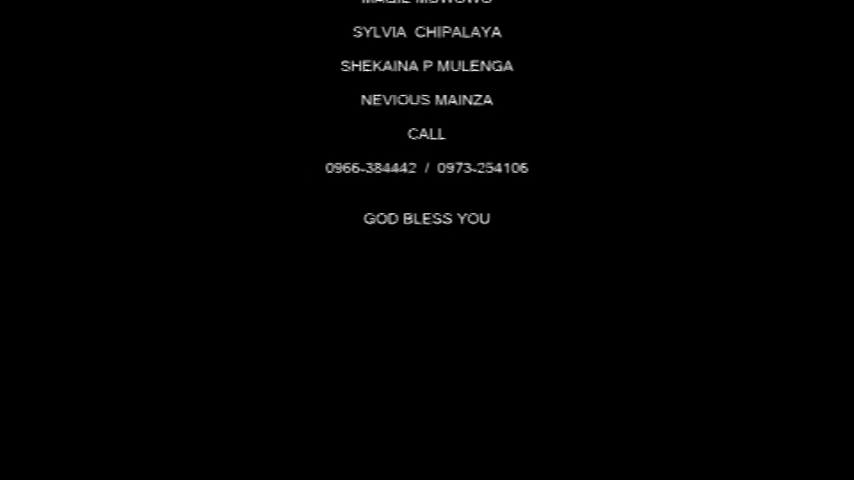 SYLVIA CHIPALAYA
SHEKAINA P MULENGA
NEVIOUS MAINZA
CALL
0966-384442 / 0973-254106
GOD BLESS YOU